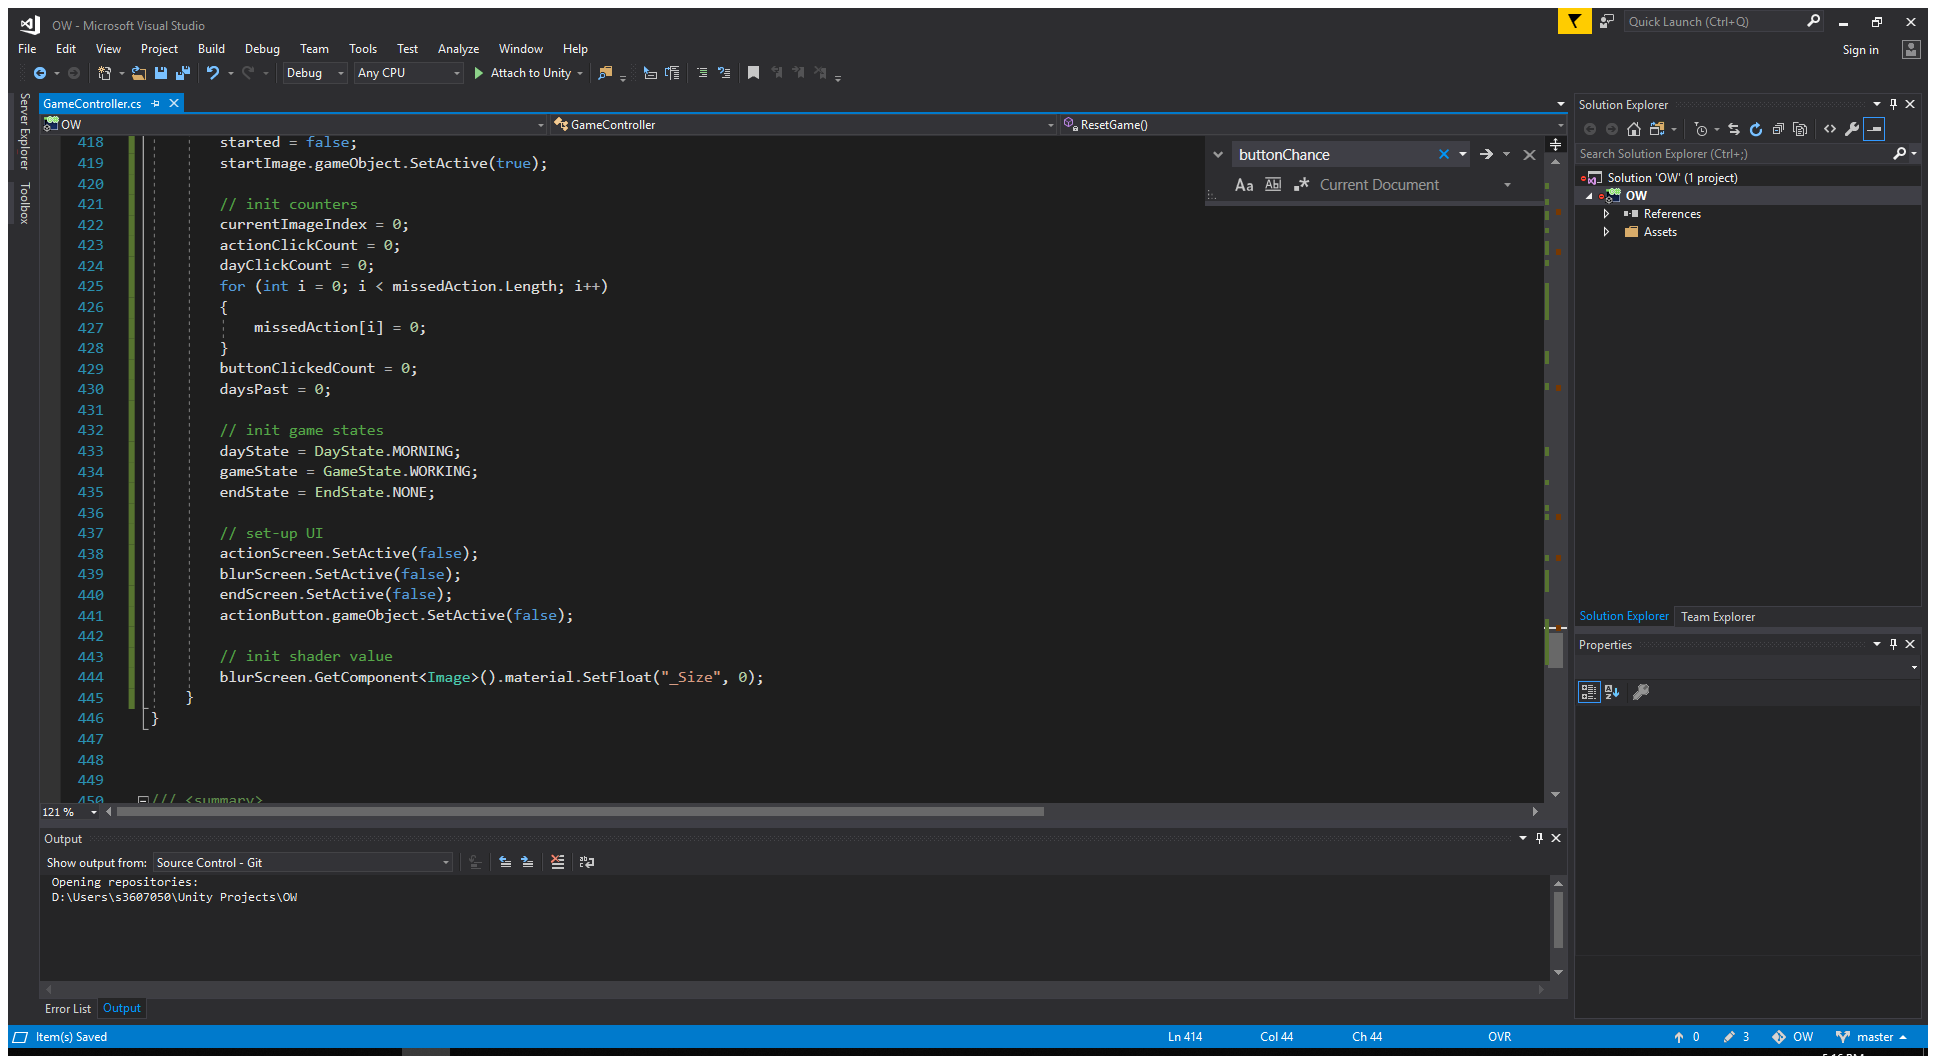 OW - Microsoft Visual Studio
Quick Launch (Ctrl+Q)
File Edit View Project Build Debug Team Tools Test Analyze Window Help
Sign in
Debug Any CPU Attach to Unity
Server Explorer
Toolbox
GameController.cs
OW GameController ResetGame()
buttonChance
Aa Abl .* Current Document
418 started = false;
419 startImage.gameObject.SetActive(true);
420
421 // init counters
422 currentImageIndex = 0;
423 actionClickCount = 0;
424 dayClickCount = 0;
425 for (int i = 0; i < missedAction.Length; i++)
426 {
427 missedAction[i] = 0;
428 }
429 buttonClickedCount = 0;
430 daysPast = 0;
431
432 // init game states
433 dayState = DayState.MORNING;
434 gameState = GameState.WORKING;
435 endState = EndState.NONE;
436
437 // set-up UI
438 actionScreen.SetActive(false);
439 blurScreen.SetActive(false);
440 endScreen.SetActive(false);
441 actionButton.gameObject.SetActive(false);
442
443 // init shader value
444 blurScreen.GetComponent<Image>().material.SetFloat("_Size", 0);
445 }
446 }
447
448
449
450 /// <summary>
121 %
Output
Show output from: Source Control - Git
Opening repositories:
D:\Users\s3607050\Unity Projects\OW
Error List Output
Solution Explorer
Search Solution Explorer (Ctrl+;)
Solution 'OW' (1 project)
OW
References
Assets
Solution Explorer Team Explorer
Properties
Item(s) Saved Ln 414 Col 44 Ch 44 OVR 0 3 OW master